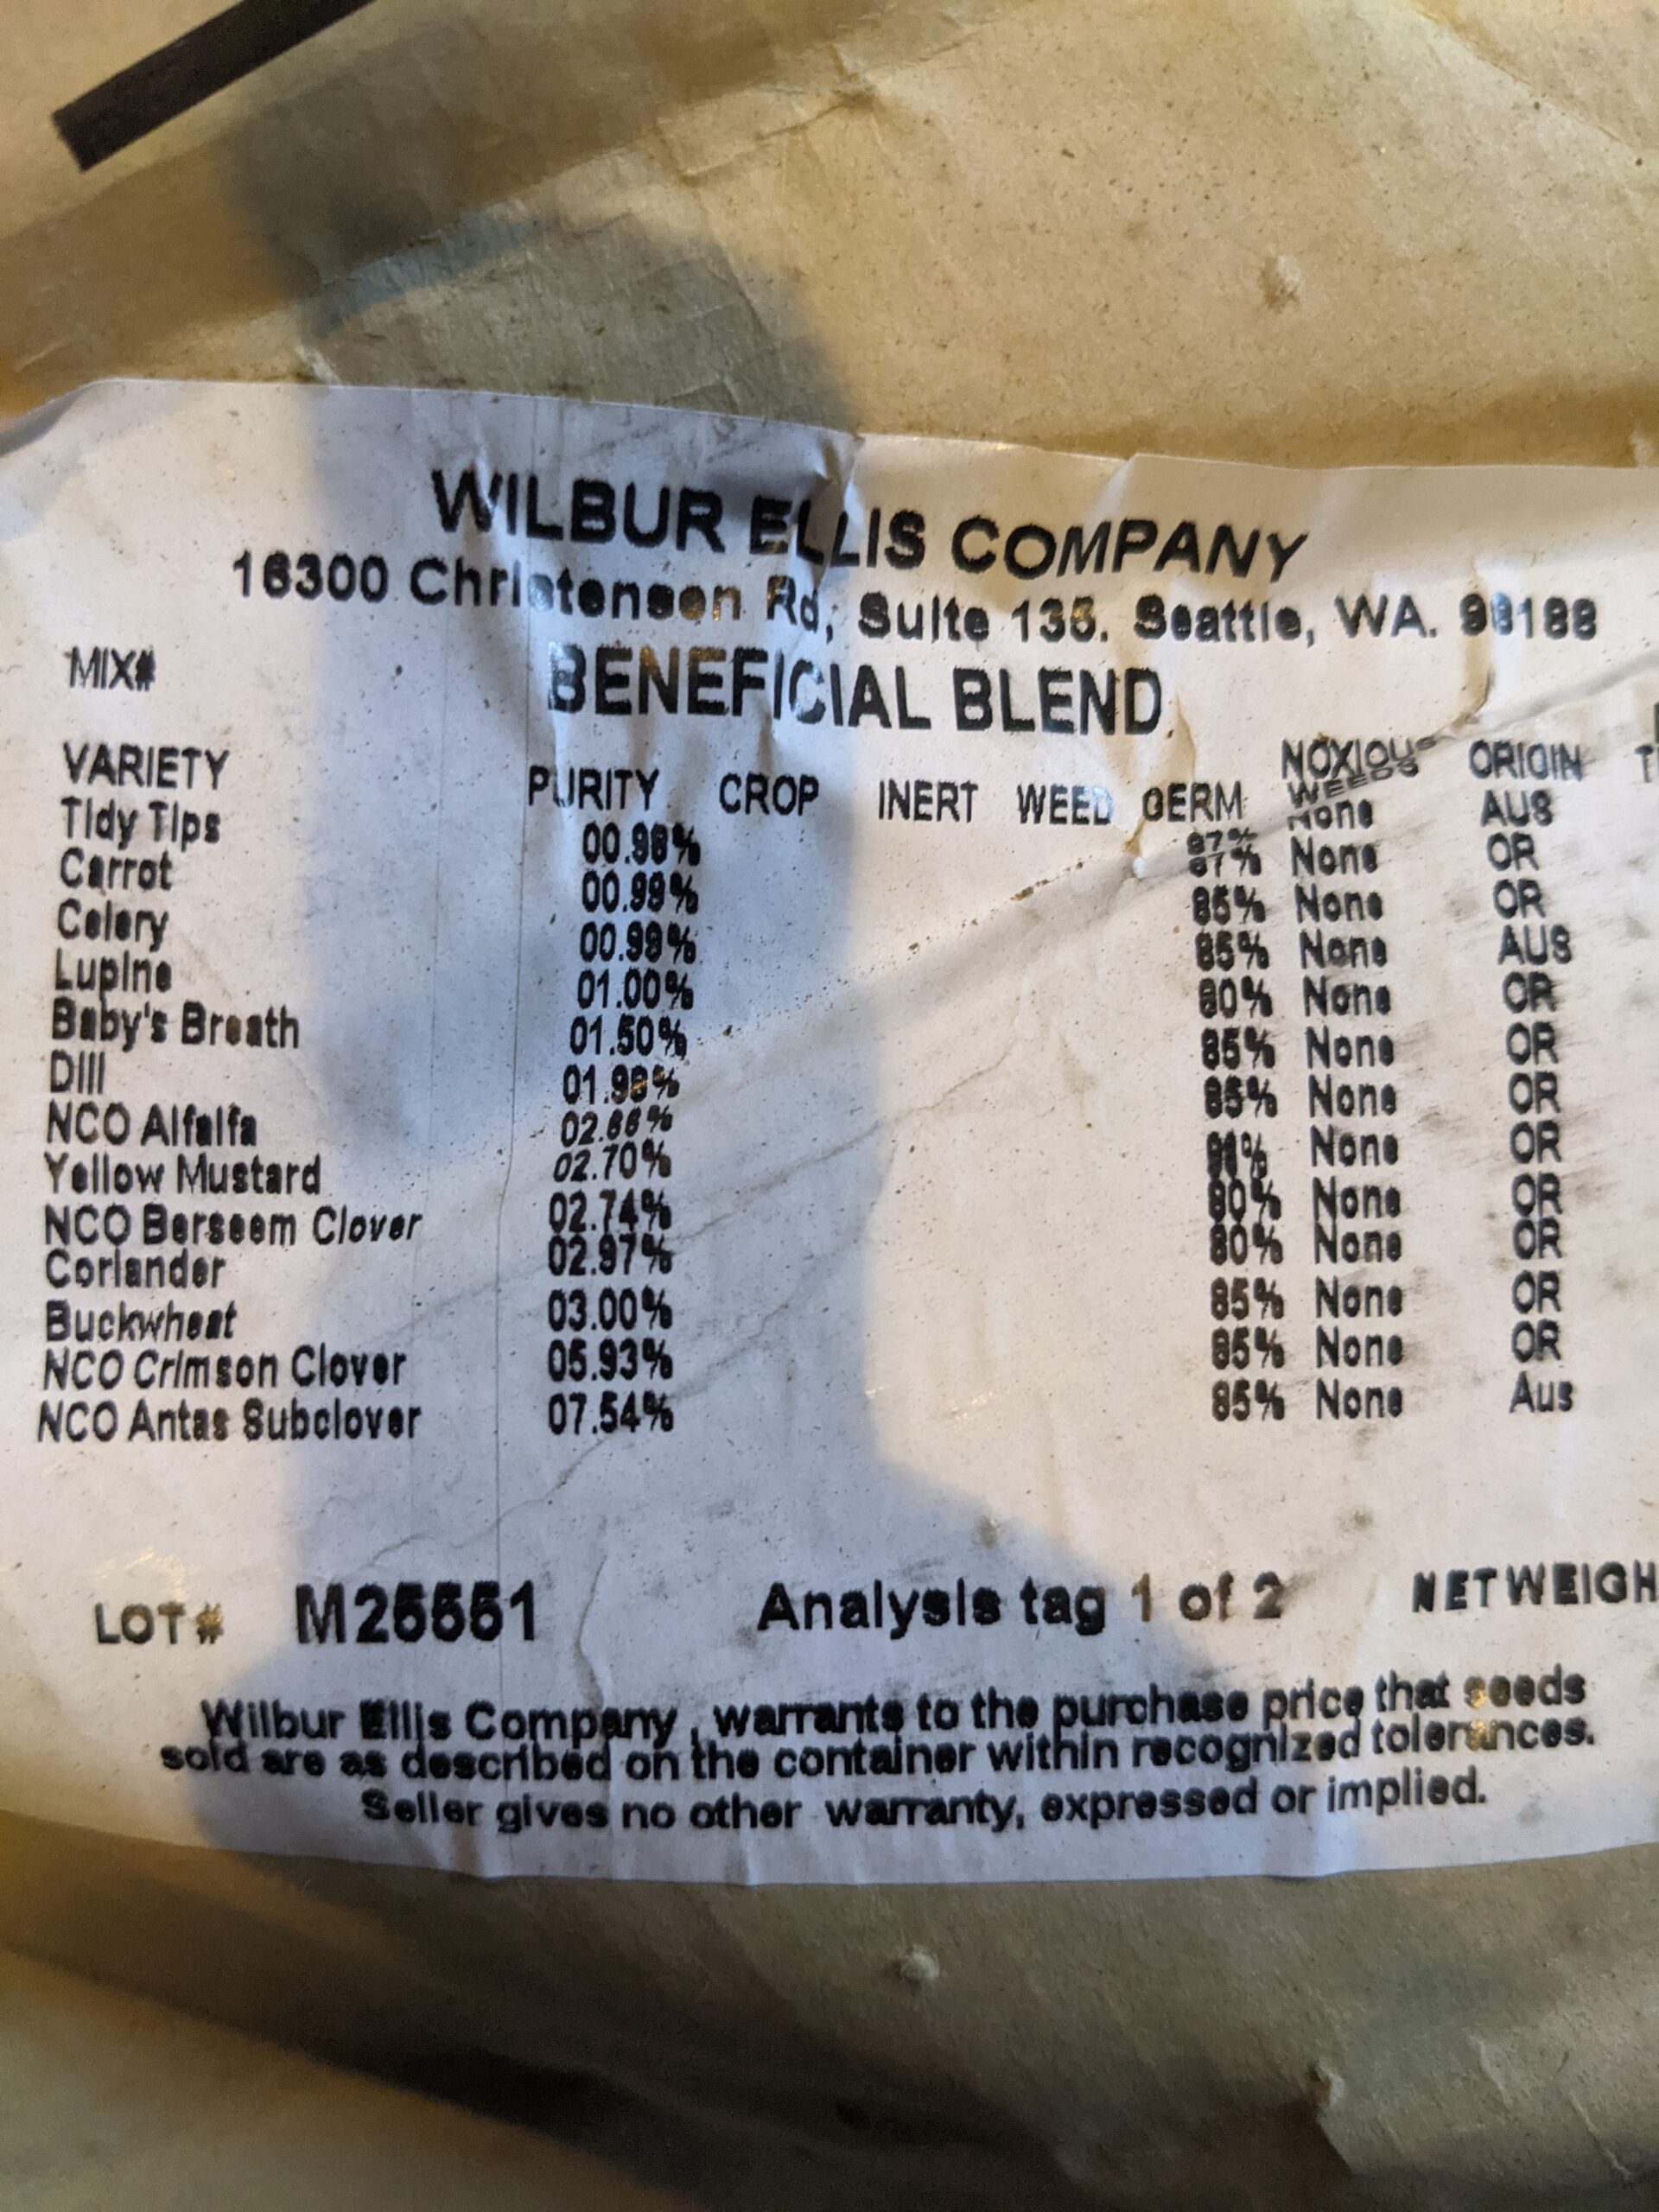 WILBUR ELLIS COMPANY
16300 Christensen Rd, Suite 135. Seattle, WA. 98188
MIX# BENEFICIAL BLEND
VARIETY PURITY CROP INERT WEED GERM NOXIOUS WEEDS ORIGIN
Tidy Tips 00.98% 87% None AUS
Carrot 00.99% 87% None OR
Celery 00.99% 85% None OR
Lupine 01.00% 85% None AUS
Baby's Breath 01.50% 80% None OR
Dill 01.98% 85% None OR
NCO Alfalfa 02.66% 85% None OR
Yellow Mustard 02.70% None OR
NCO Berseem Clover 02.74% 80% None OR
Coriander 02.97% 80% None OR
Buckwheat 03.00% 85% None OR
NCO Crimson Clover 05.93% 85% None OR
NCO Antas Subclover 07.54% 85% None Aus
LOT# M25551 Analysis tag 1 of 2 NET WEIGH
Wilbur Ellis Company, warrants to the purchase price that seeds
sold are as described on the container within recognized tolerances.
Seller gives no other warranty, expressed or implied.